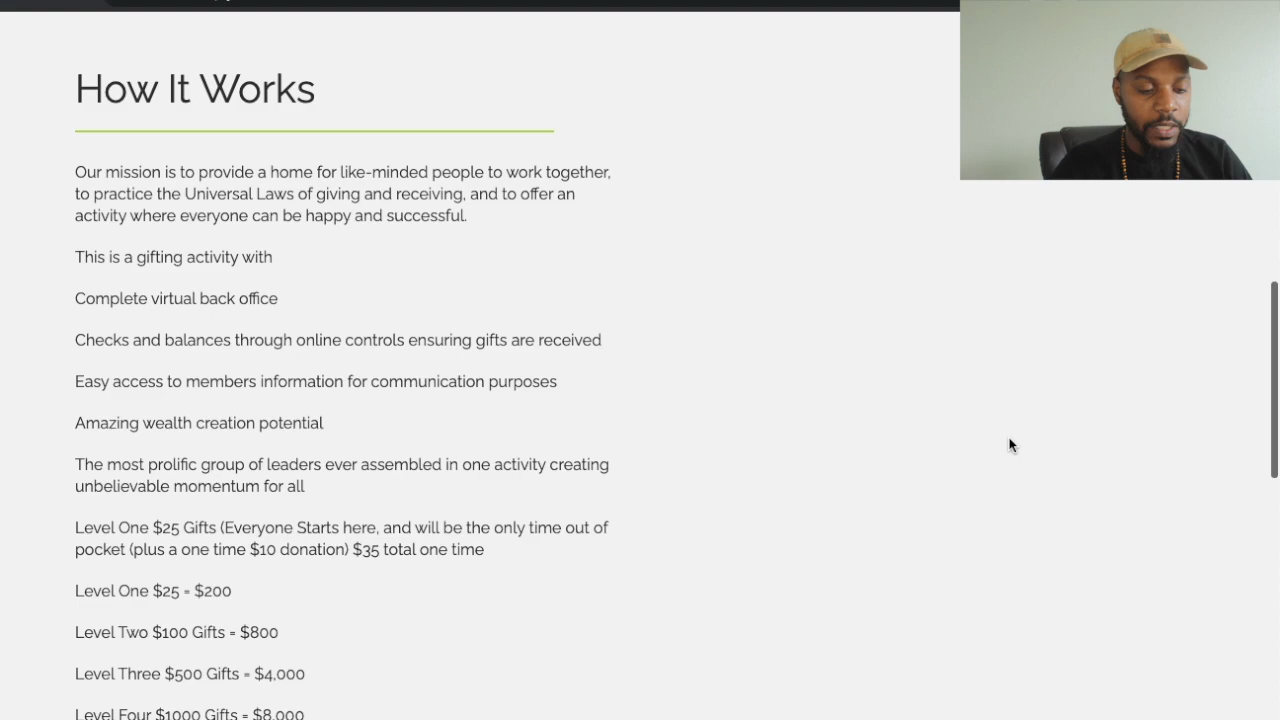 How It Works
Our mission is to provide a home for like-minded people to work together,
to practice the Universal Laws of giving and receiving, and to offer an
activity where everyone can be happy and successful.
This is a gifting activity with
Complete virtual back office
Checks and balances through online controls ensuring gifts are received
Easy access to members information for communication purposes
Amazing wealth creation potential
The most prolific group of leaders ever assembled in one activity creating
unbelievable momentum for all
Level One $25 Gifts (Everyone Starts here, and will be the only time out of
pocket (plus a one time $10 donation) $35 total one time
Level One $25 = $200
Level Two $100 Gifts = $800
Level Three $500 Gifts = $4,000
Level Four $1000 Gifts = $8,000